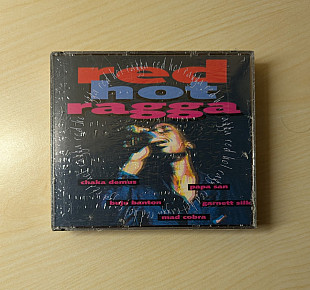 red
hot
ragga
chaka demus
papa san
buju banton
garnett silk
mad cobra